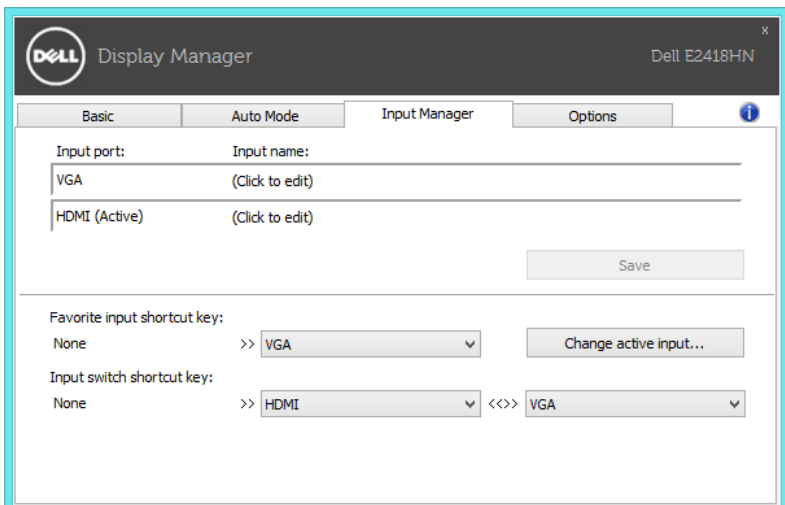 x
DELL Display Manager Dell E2418HN
Basic Auto Mode Input Manager Options i
Input port: Input name:
VGA (Click to edit)
HDMI (Active) (Click to edit)
Save
Favorite input shortcut key:
None >> VGA Change active input...
Input switch shortcut key:
None >> HDMI <<>> VGA